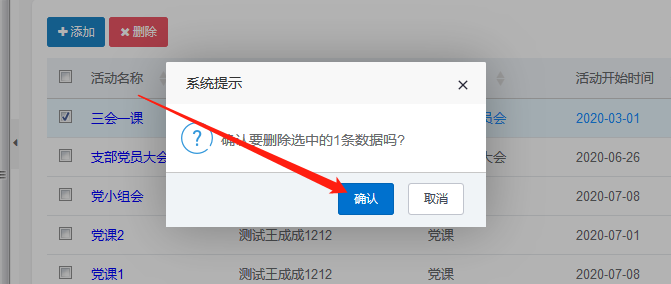 添加 删除
活动名称 活动开始时间
系统提示
三会一课 员会 2020-03-01
确认要删除选中的1条数据吗?
支部党员大会 大会 2020-06-26
党小组会 2020-07-08
确认 取消
党课2 测试王成成1212 党课 2020-07-01
党课1 测试王成成1212 党课 2020-07-08